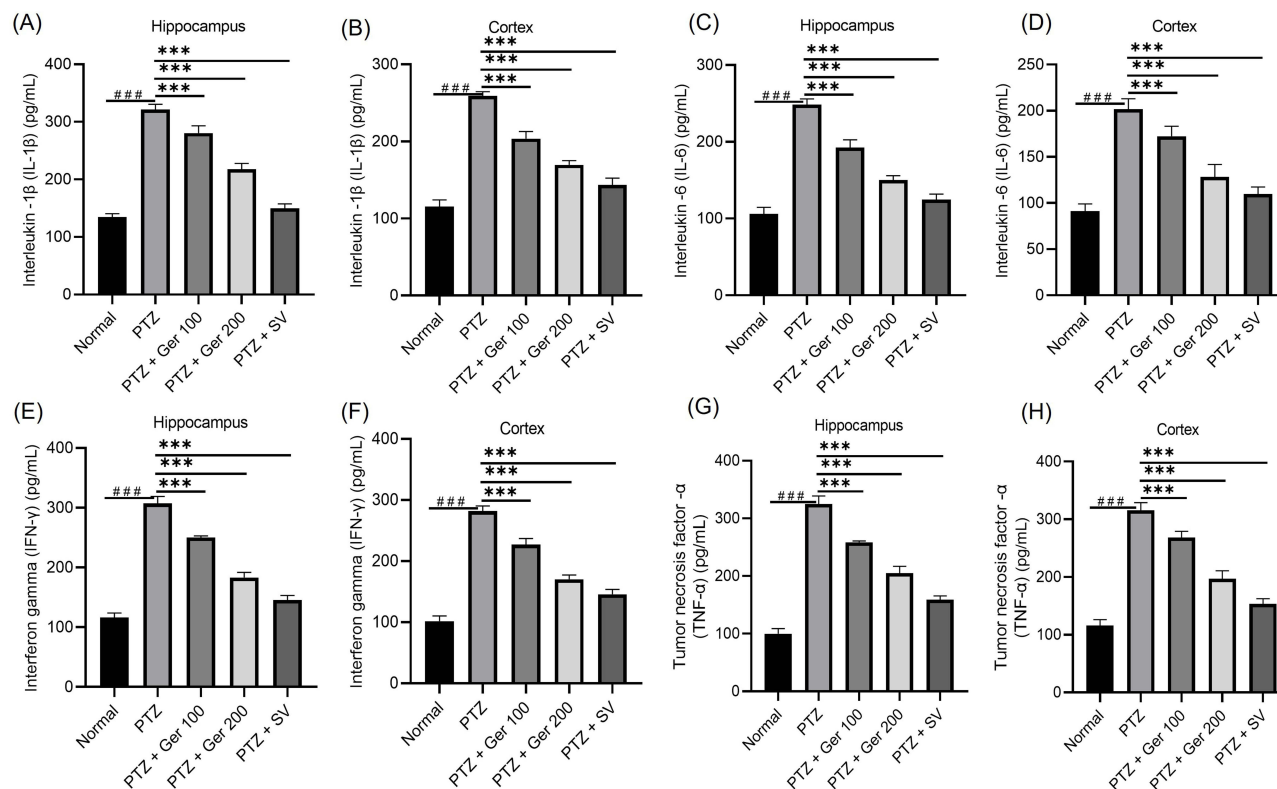 (A)
Hippocampus
***
***
***
###
400
300
200
100
0
Interleukin -1β (IL-1β) (pg/mL)
Normal
PTZ
PTZ + Ger 100
PTZ + Ger 200
PTZ + SV
(B)
Cortex
***
***
***
###
300
200
100
0
Interleukin -1β (IL-1β) (pg/mL)
Normal
PTZ
PTZ + Ger 100
PTZ + Ger 200
PTZ + SV
(C)
Hippocampus
***
***
***
###
300
200
100
0
Interleukin -6 (IL-6) (pg/mL)
Normal
PTZ
PTZ + Ger 100
PTZ + Ger 200
PTZ + SV
(D)
Cortex
***
***
***
###
250
200
150
100
50
0
Interleukin -6 (IL-6) (pg/mL)
Normal
PTZ
PTZ + Ger 100
PTZ + Ger 200
PTZ + SV
(E)
Hippocampus
***
***
***
###
400
300
200
100
0
Interferon gamma (IFN-γ) (pg/mL)
Normal
PTZ
PTZ + Ger 100
PTZ + Ger 200
PTZ + SV
(F)
Cortex
***
***
***
###
400
300
200
100
0
Interferon gamma (IFN-γ) (pg/mL)
Normal
PTZ
PTZ + Ger 100
PTZ + Ger 200
PTZ + SV
(G)
Hippocampus
***
***
***
###
400
300
200
100
0
Tumor necrosis factor -α
(TNF-α) (pg/mL)
Normal
PTZ
PTZ + Ger 100
PTZ + Ger 200
PTZ + SV
(H)
Cortex
***
***
***
###
400
300
200
100
0
Tumor necrosis factor -α
(TNF-α) (pg/mL)
Normal
PTZ
PTZ + Ger 100
PTZ + Ger 200
PTZ + SV